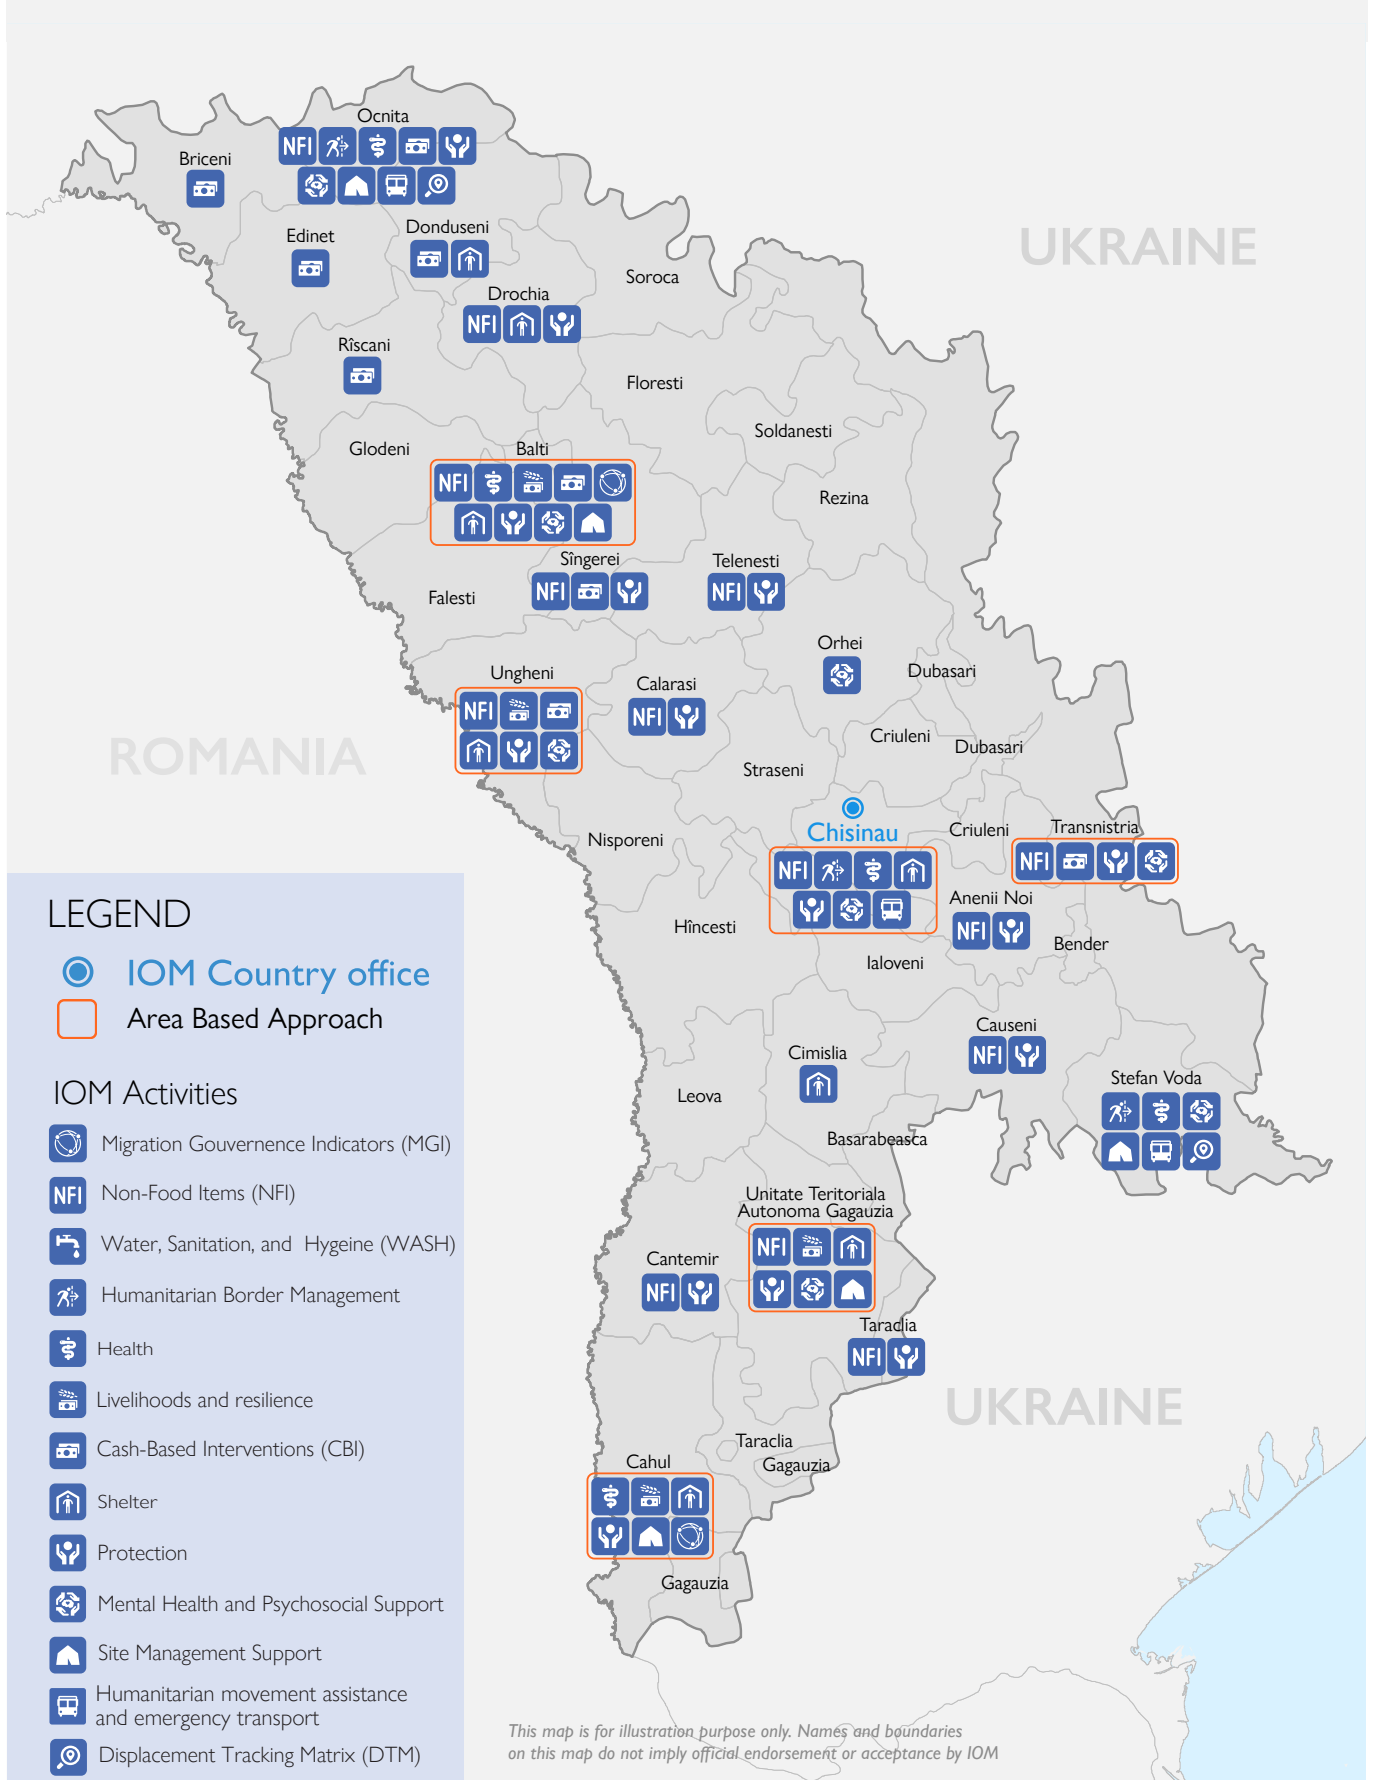 Ocnita
NFI
Briceni
UKRAINE
Edinet
Donduseni
Soroca
Drochia
NFI
Rîscani
Floresti
Soldanesti
Glodeni
Balti
NFI
Rezina
Sîngerei
NFI
Telenesti
NFI
Falesti
Orhei
Dubasari
Ungheni
NFI
Calarasi
NFI
Criuleni
Dubasari
ROMANIA
Straseni
Chisinau
NFI
Criuleni
Transnistria
NFI
Nisporeni
Anenii Noi
NFI
Hîncesti
Bender
Ialoveni
Causeni
NFI
Cimislia
Stefan Voda
Leova
Basarabeasca
Unitate Teritoriala
Autonoma Gagauzia
NFI
Cantemir
NFI
Taraclia
NFI
UKRAINE
Taraclia
Gagauzia
Cahul
Gagauzia
LEGEND
IOM Country office
Area Based Approach
IOM Activities
Migration Gouvernence Indicators (MGI)
NFI Non-Food Items (NFI)
Water, Sanitation, and Hygeine (WASH)
Humanitarian Border Management
Health
Livelihoods and resilience
Cash-Based Interventions (CBI)
Shelter
Protection
Mental Health and Psychosocial Support
Site Management Support
Humanitarian movement assistance
and emergency transport
Displacement Tracking Matrix (DTM)
This map is for illustration purpose only. Names and boundaries
on this map do not imply official endorsement or acceptance by IOM